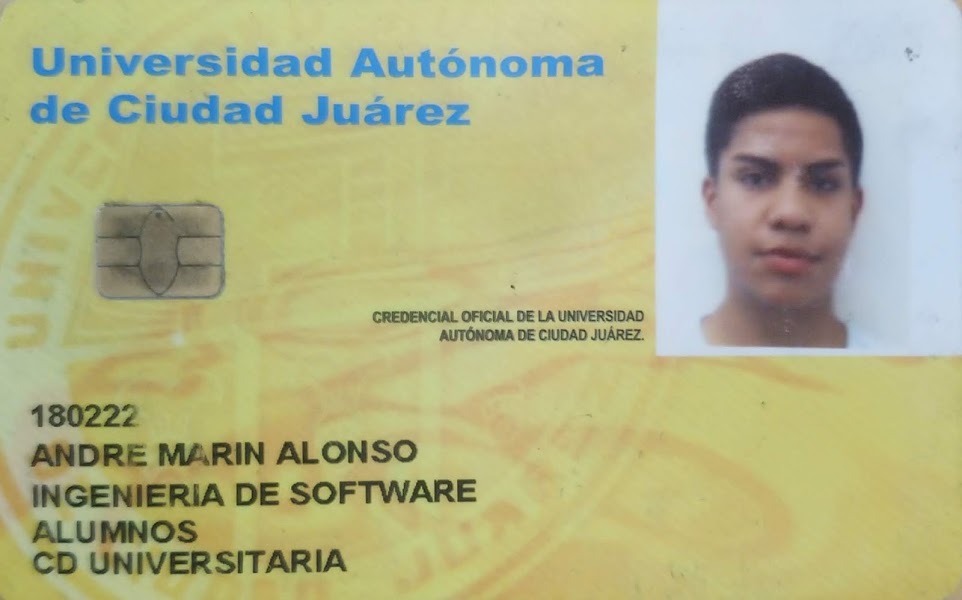 Universidad Autónoma
de Ciudad Juárez
CREDENCIAL OFICIAL DE LA UNIVERSIDAD
AUTÓNOMA DE CIUDAD JUÁREZ.
180222
ANDRE MARIN ALONSO
INGENIERIA DE SOFTWARE
ALUMNOS
CD UNIVERSITARIA